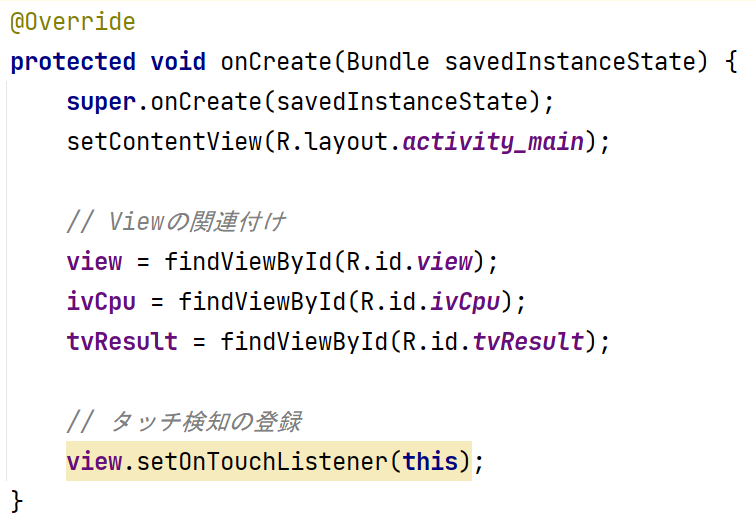 @Override
protected void onCreate(Bundle savedInstanceState) {
    super.onCreate(savedInstanceState);
    setContentView(R.layout.activity_main);

    // Viewの関連付け
    view = findViewById(R.id.view);
    ivCpu = findViewById(R.id.ivCpu);
    tvResult = findViewById(R.id.tvResult);

    // タッチ検知の登録
    view.setOnTouchListener(this);
}